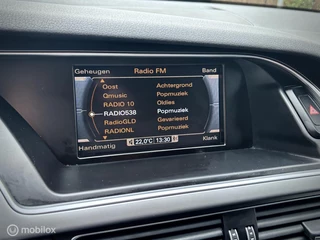 Geheugen Radio FM Band
Oost Achtergrond
Qmusic Popmuziek
RADIO 10 Oldies
RADIO538 Popmuziek
RadioGLD Gevarieerd
RADIONL Popmuziek
Handmatig 22,0°C 13:30 Klank
mobilox